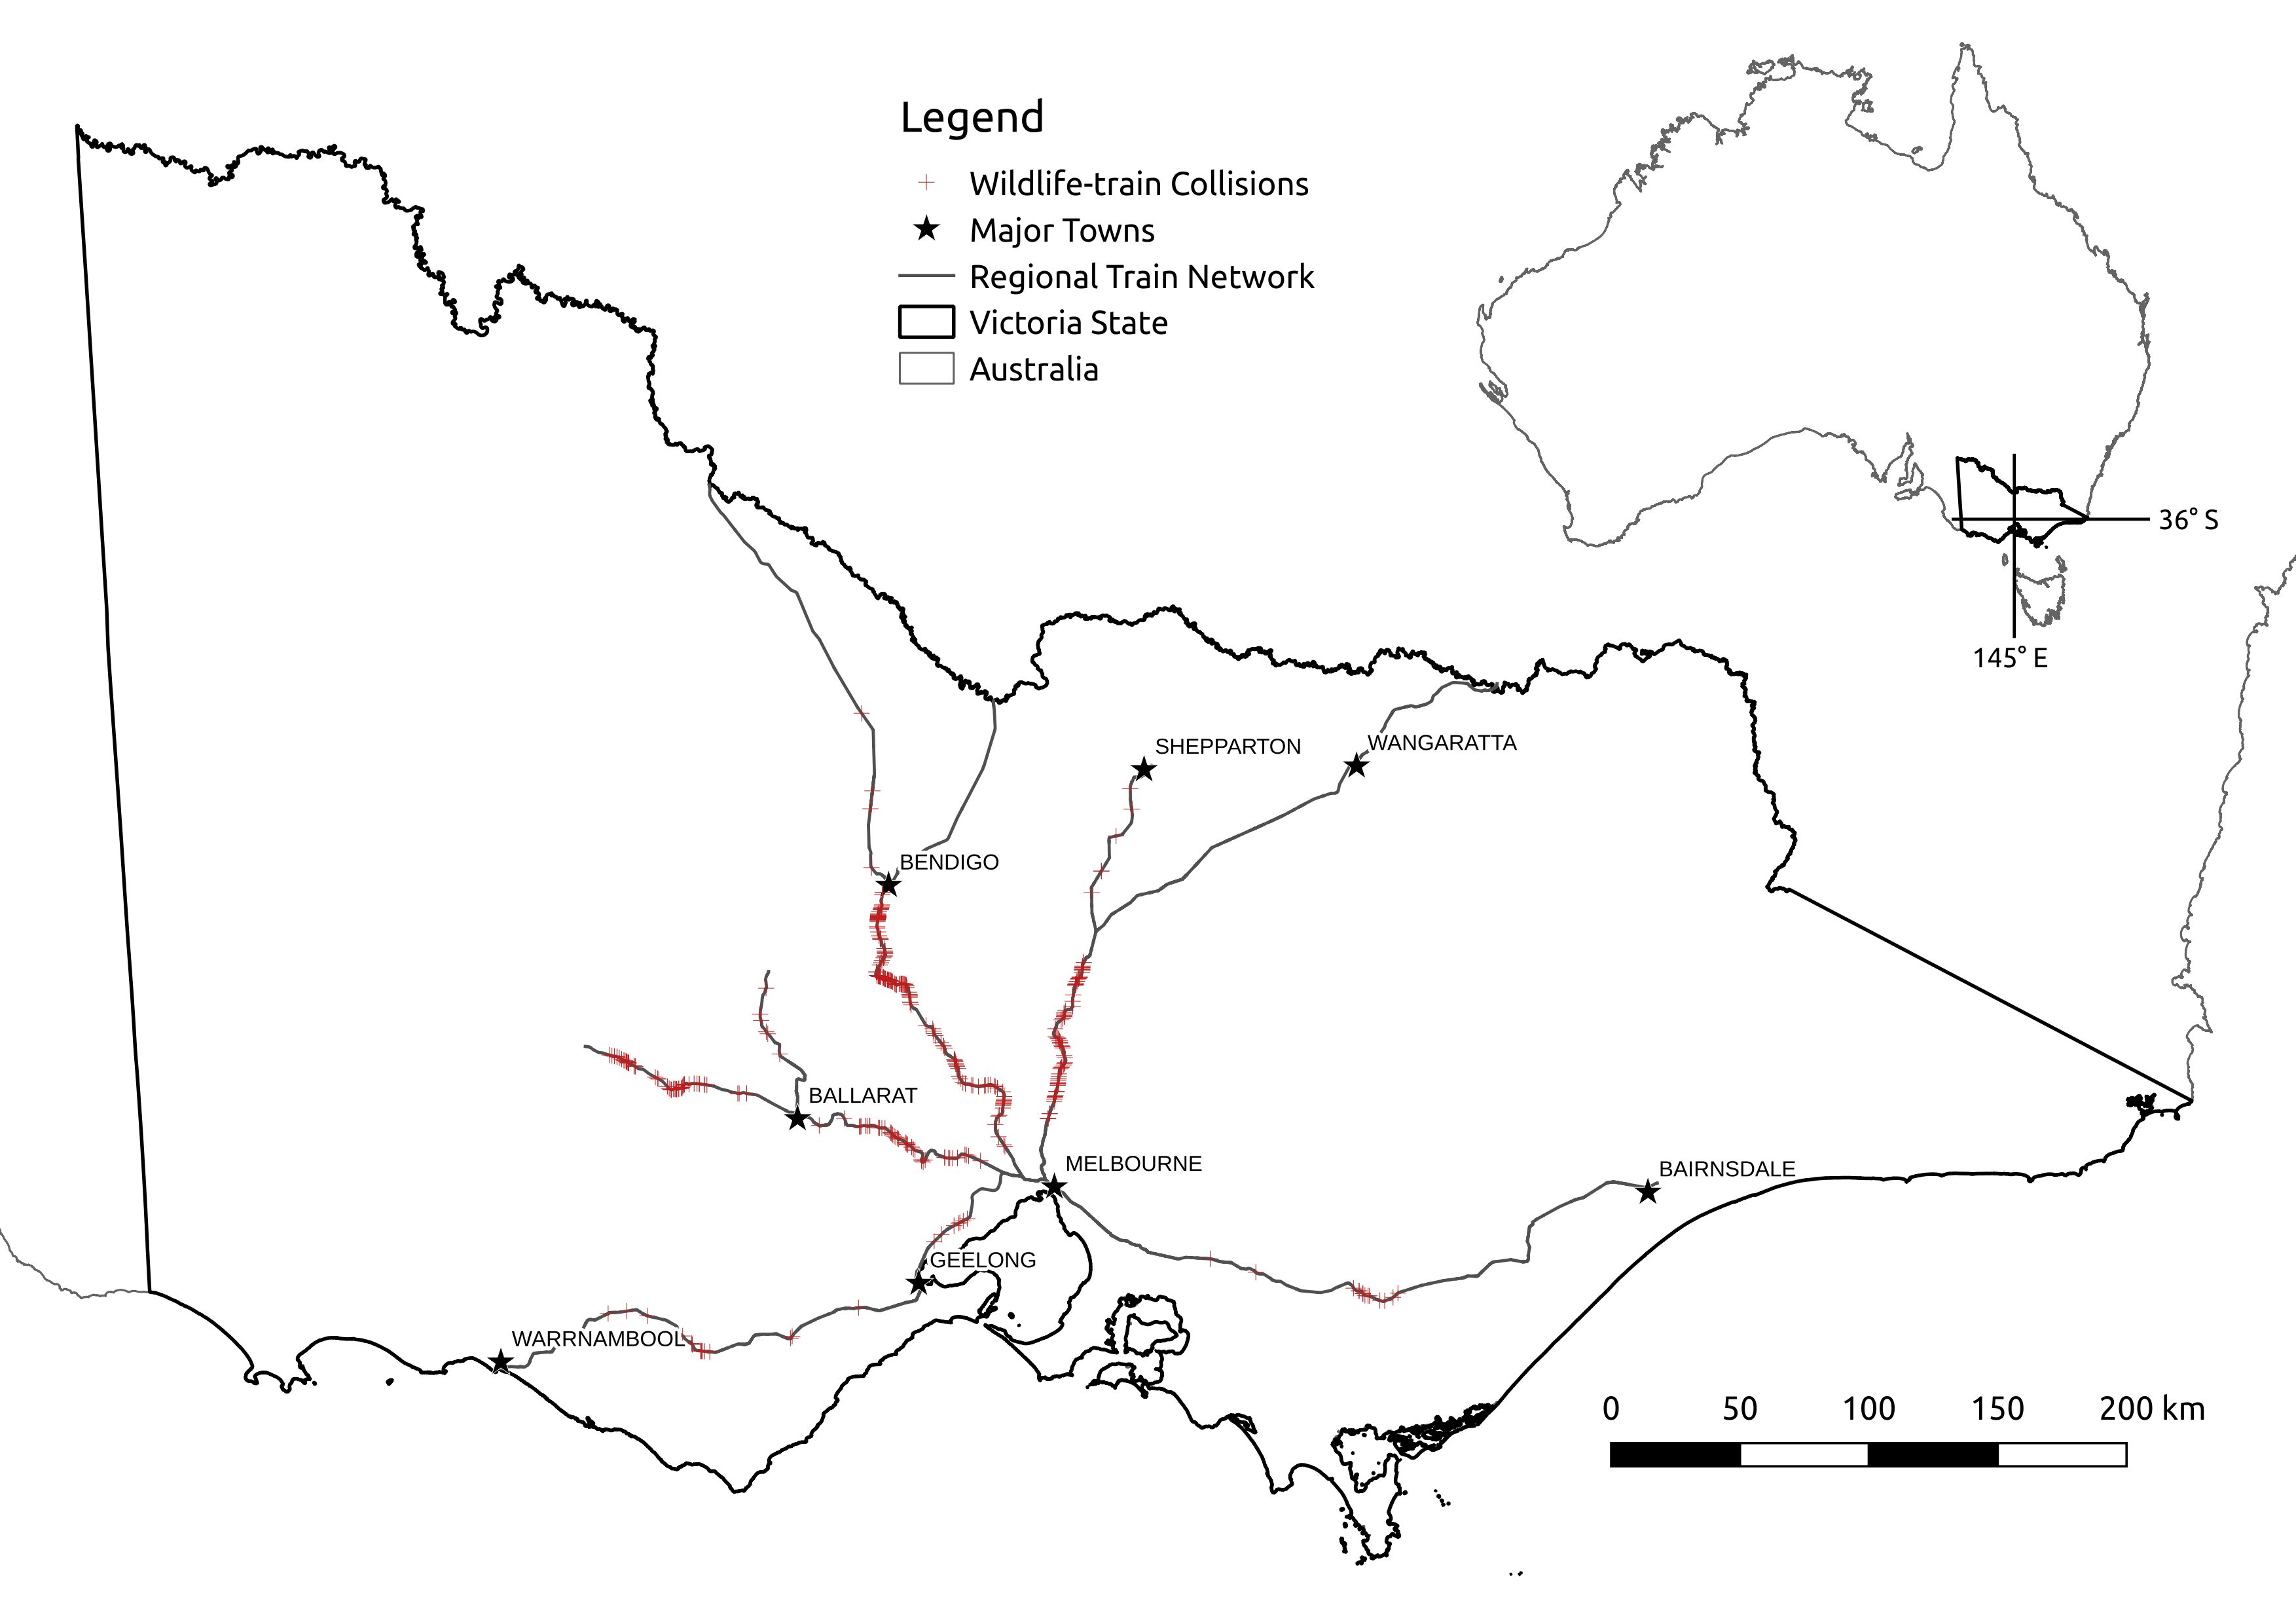 Legend
Wildlife-train Collisions
Major Towns
Regional Train Network
Victoria State
Australia
36° S
145° E
SHEPPARTON
WANGARATTA
BENDIGO
BALLARAT
MELBOURNE
BAIRNSDALE
GEELONG
WARRNAMBOOL
0 50 100 150 200 km